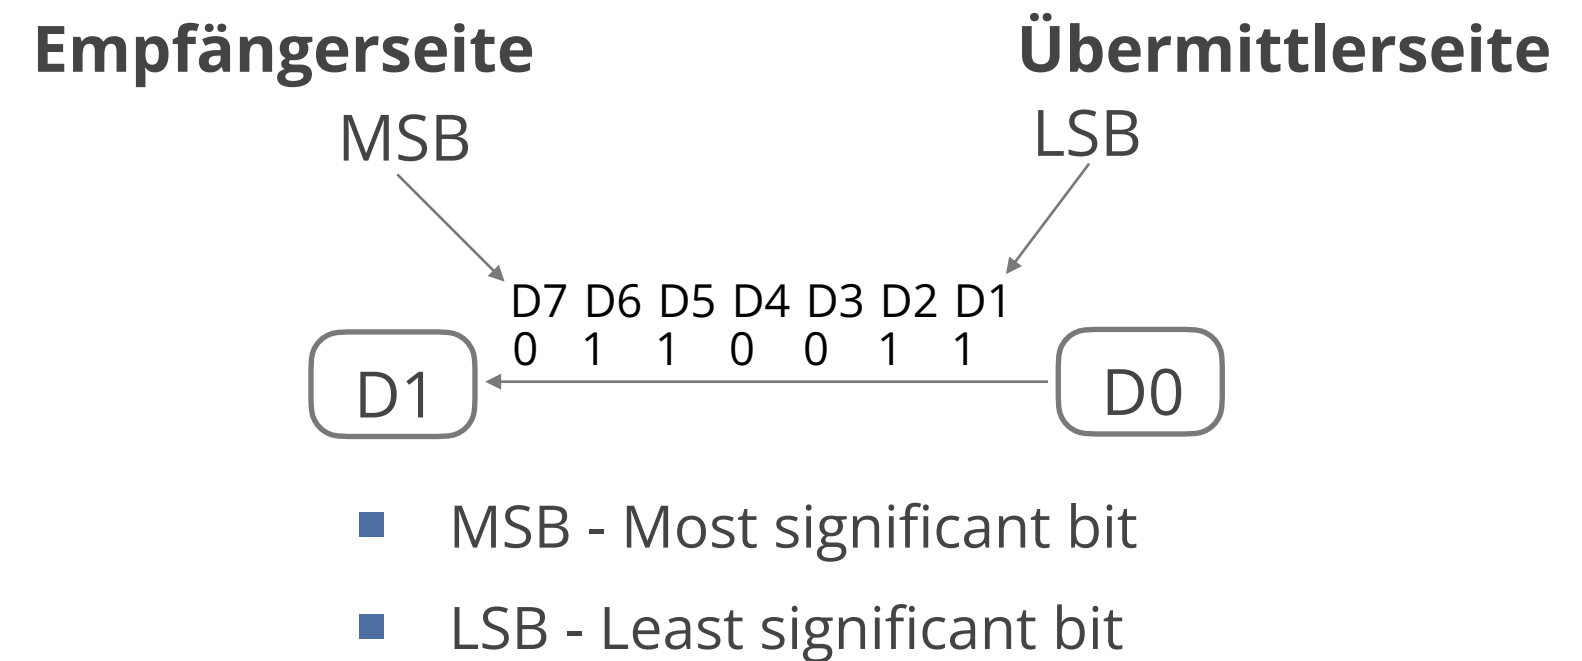 Empfängerseite Übermittlerseite
MSB LSB
D7 D6 D5 D4 D3 D2 D1
0 1 1 0 0 1 1
D1 D0
MSB - Most significant bit
LSB - Least significant bit